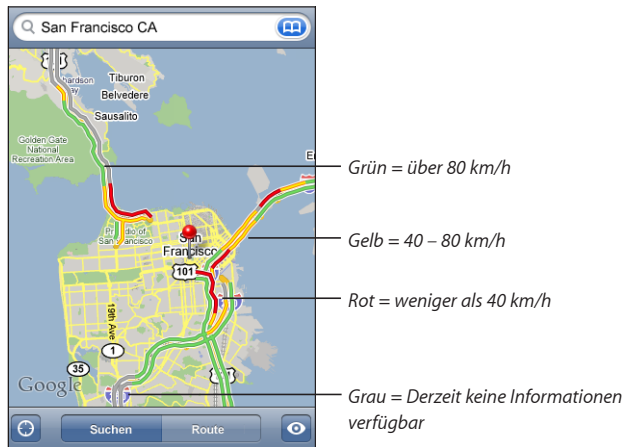 San Francisco CA
Tiburon
Belvedere
Sausalito
Golden Gate
National
Recreation Area
San Francisco
San
Francisco
101
19th Ave
1
35
Google
Suchen
Route
Grün = über 80 km/h
Gelb = 40 – 80 km/h
Rot = weniger als 40 km/h
Grau = Derzeit keine Informationen
verfügbar